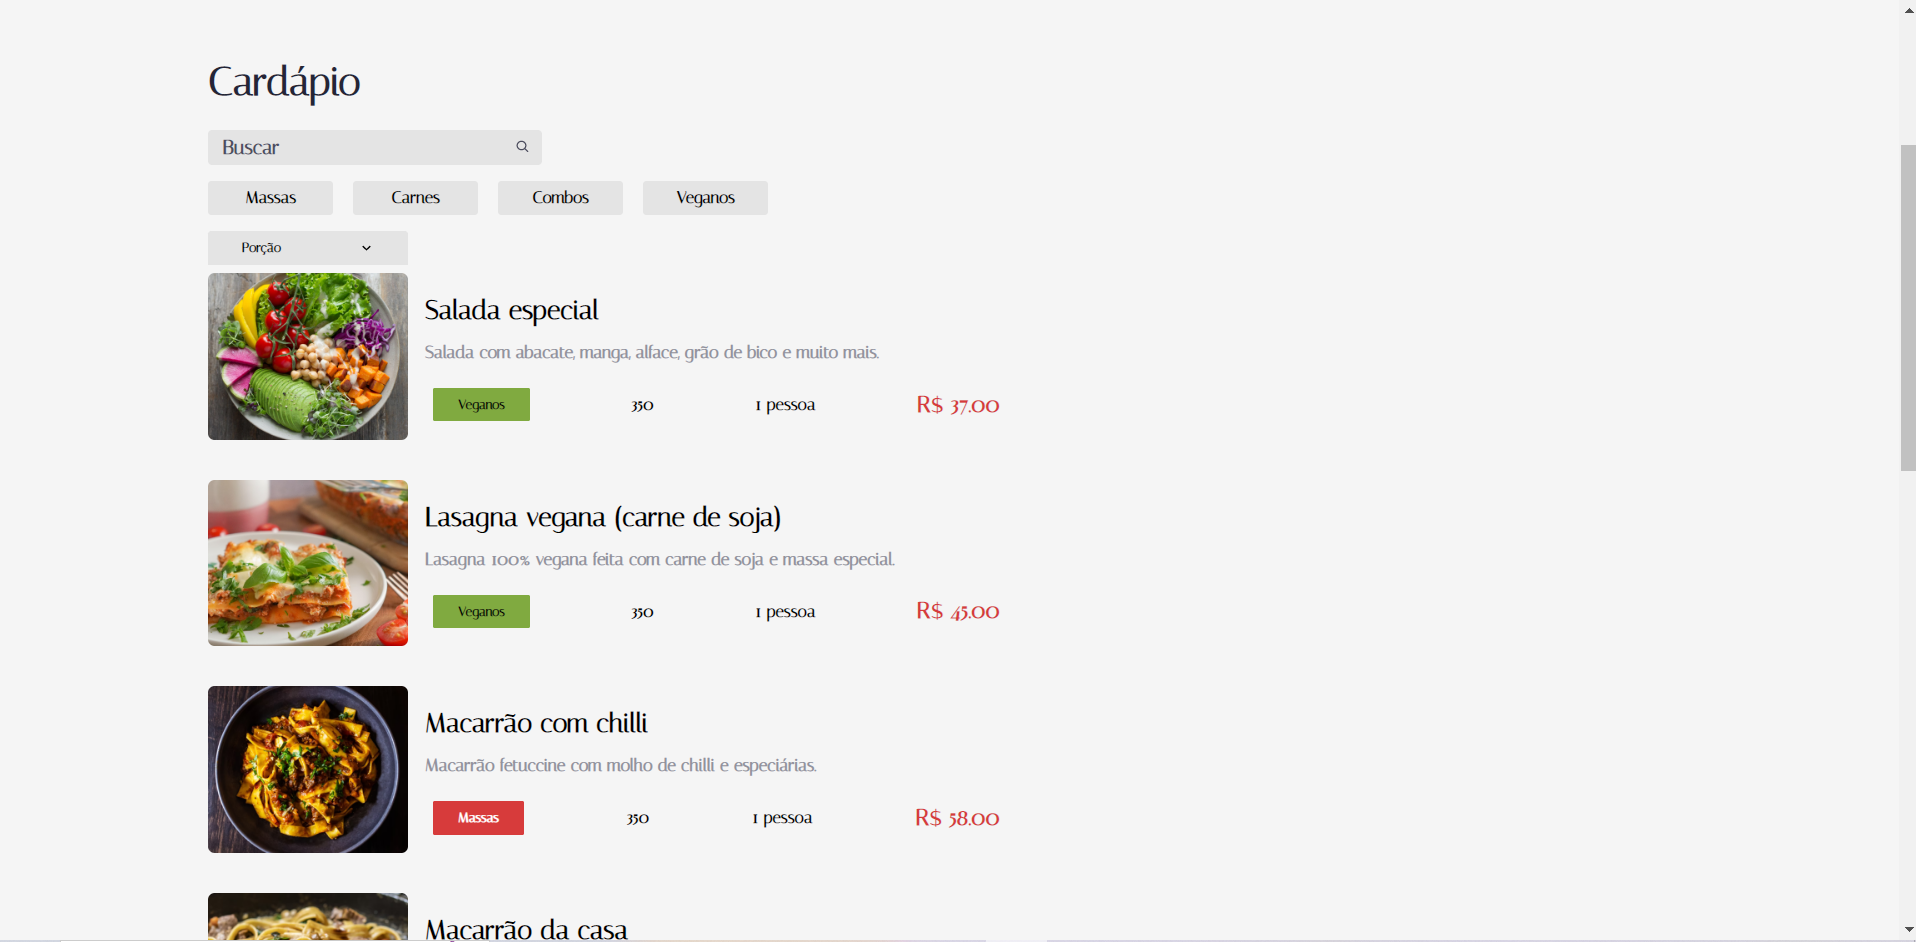 Cardápio
Buscar
Massas Carnes Combos Veganos
Porção
Salada especial
Salada com abacate, manga, alface, grão de bico e muito mais.
Veganos 350 1 pessoa R$ 37.00
Lasagna vegana (carne de soja)
Lasagna 100% vegana feita com carne de soja e massa especial.
Veganos 350 1 pessoa R$ 45.00
Macarrão com chilli
Macarrão fetuccine com molho de chilli e especiárias.
Massas 350 1 pessoa R$ 58.00
Macarrão da casa